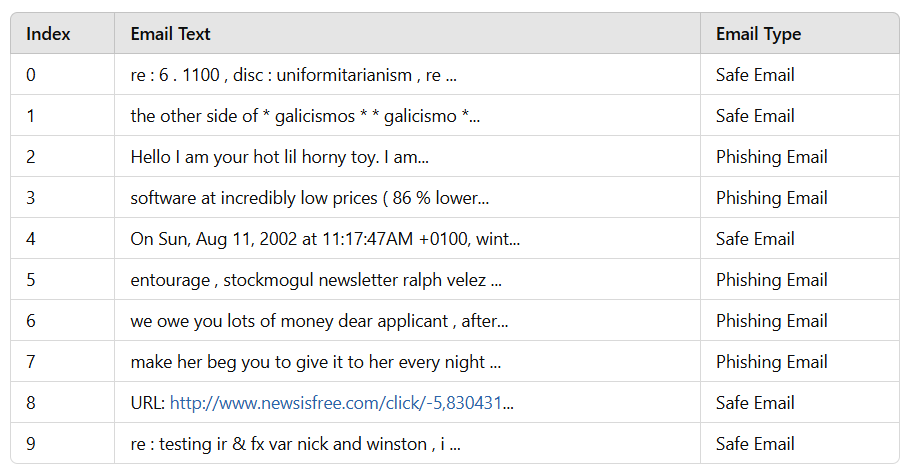 Index Email Text Email Type
0 re : 6 . 1100 , disc : uniformitarianism , re ... Safe Email
1 the other side of * galicismos * * galicismo *... Safe Email
2 Hello I am your hot lil horny toy. I am... Phishing Email
3 software at incredibly low prices ( 86 % lower... Phishing Email
4 On Sun, Aug 11, 2002 at 11:17:47AM +0100, wint... Safe Email
5 entourage , stockmogul newsletter ralph velez ... Phishing Email
6 we owe you lots of money dear applicant , after... Phishing Email
7 make her beg you to give it to her every night ... Phishing Email
8 URL: http://www.newsisfree.com/click/-5,830431... Safe Email
9 re : testing ir & fx var nick and winston , i ... Safe Email